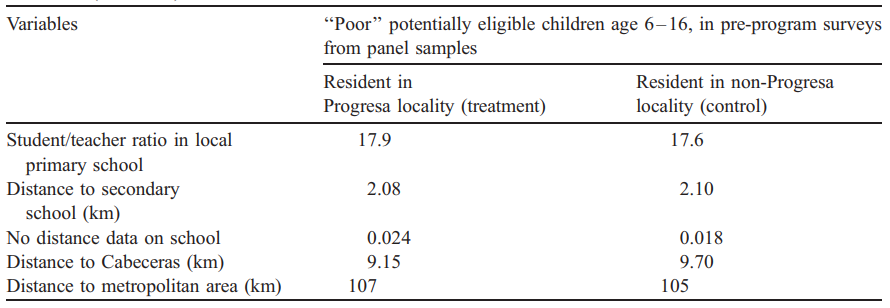 Variables
‘‘Poor’’ potentially eligible children age 6–16, in pre-program surveys
from panel samples
Resident in
Progresa locality (treatment)
Resident in non-Progresa
locality (control)
Student/teacher ratio in local
primary school
17.9
17.6
Distance to secondary
school (km)
2.08
2.10
No distance data on school
0.024
0.018
Distance to Cabeceras (km)
9.15
9.70
Distance to metropolitan area (km)
107
105